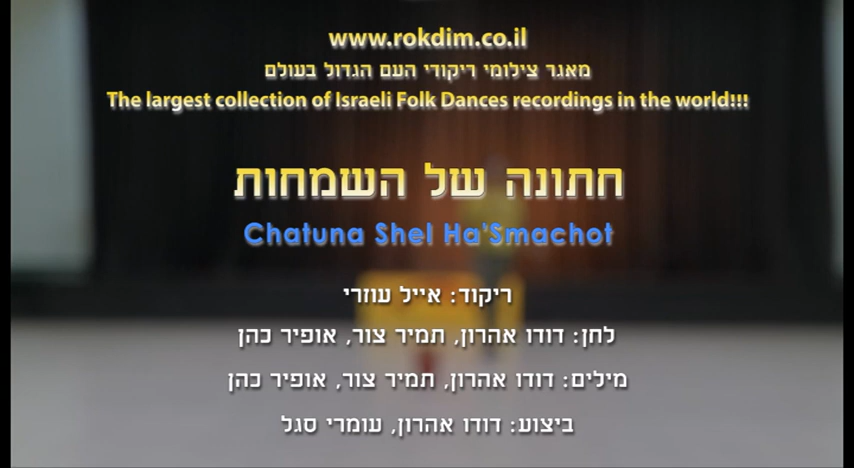 www.rokdim.co.il
מאגר צילומי ריקודי העם הגדול בעולם
The largest collection of Israeli Folk Dances recordings in the world!!!
חתונה של השמחות
Chatuna Shel Ha'Smachot
ריקוד: אייל עוזרי
לחן: דודו אהרון, תמיר צור, אופיר כהן
מילים: דודו אהרון, תמיר צור, אופיר כהן
ביצוע: דודו אהרון, עומרי סגל